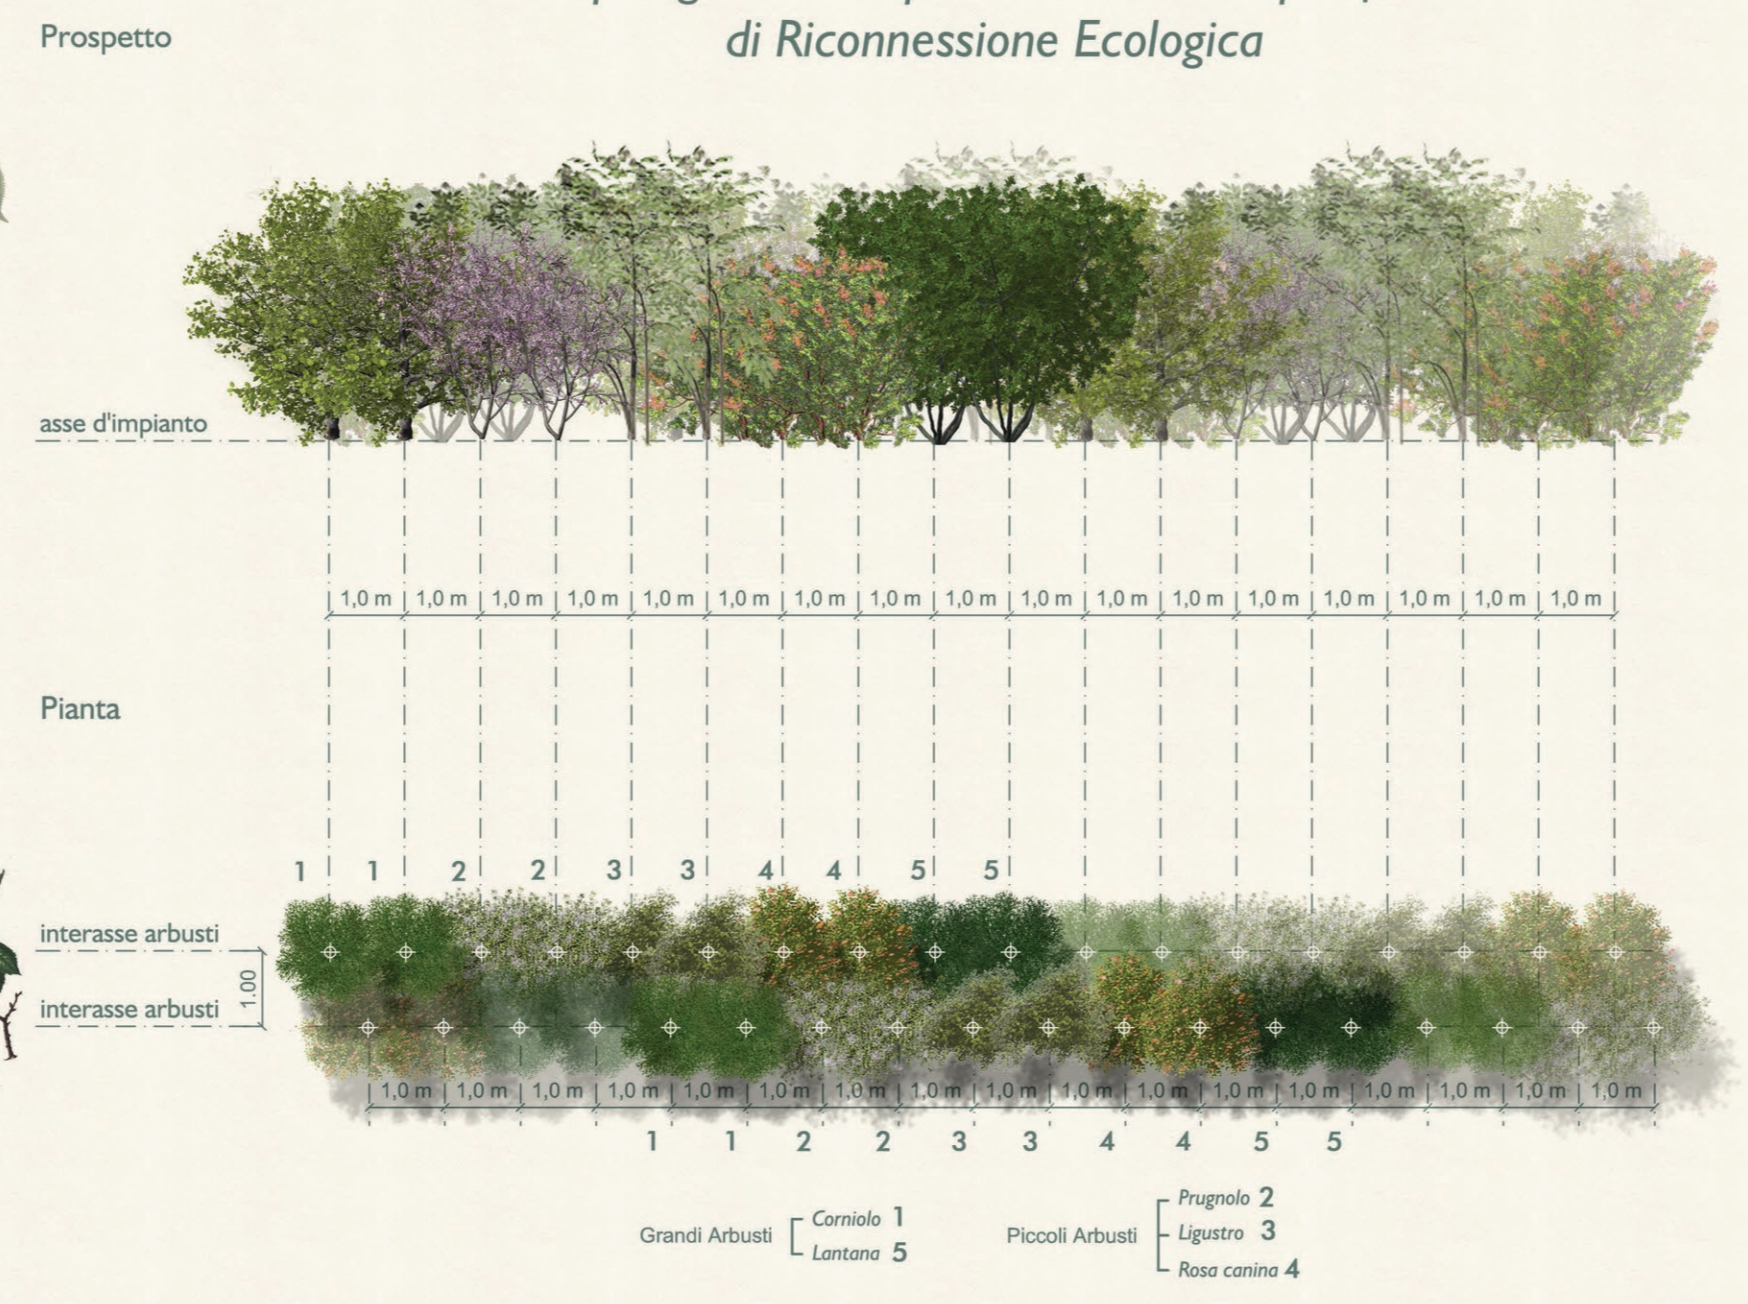 di Riconnessione Ecologica
Prospetto
asse d'impianto
1,0 m 1,0 m 1,0 m 1,0 m 1,0 m 1,0 m 1,0 m 1,0 m 1,0 m 1,0 m 1,0 m 1,0 m 1,0 m 1,0 m 1,0 m 1,0 m 1,0 m
Pianta
1 1 2 2 3 3 4 4 5 5
interasse arbusti
1.00
interasse arbusti
1,0 m 1,0 m 1,0 m 1,0 m 1,0 m 1,0 m 1,0 m 1,0 m 1,0 m 1,0 m 1,0 m 1,0 m 1,0 m 1,0 m 1,0 m 1,0 m 1,0 m
1 1 2 2 3 3 4 4 5 5
Grandi Arbusti
Corniolo 1
Lantana 5
Piccoli Arbusti
Prugnolo 2
Ligustro 3
Rosa canina 4